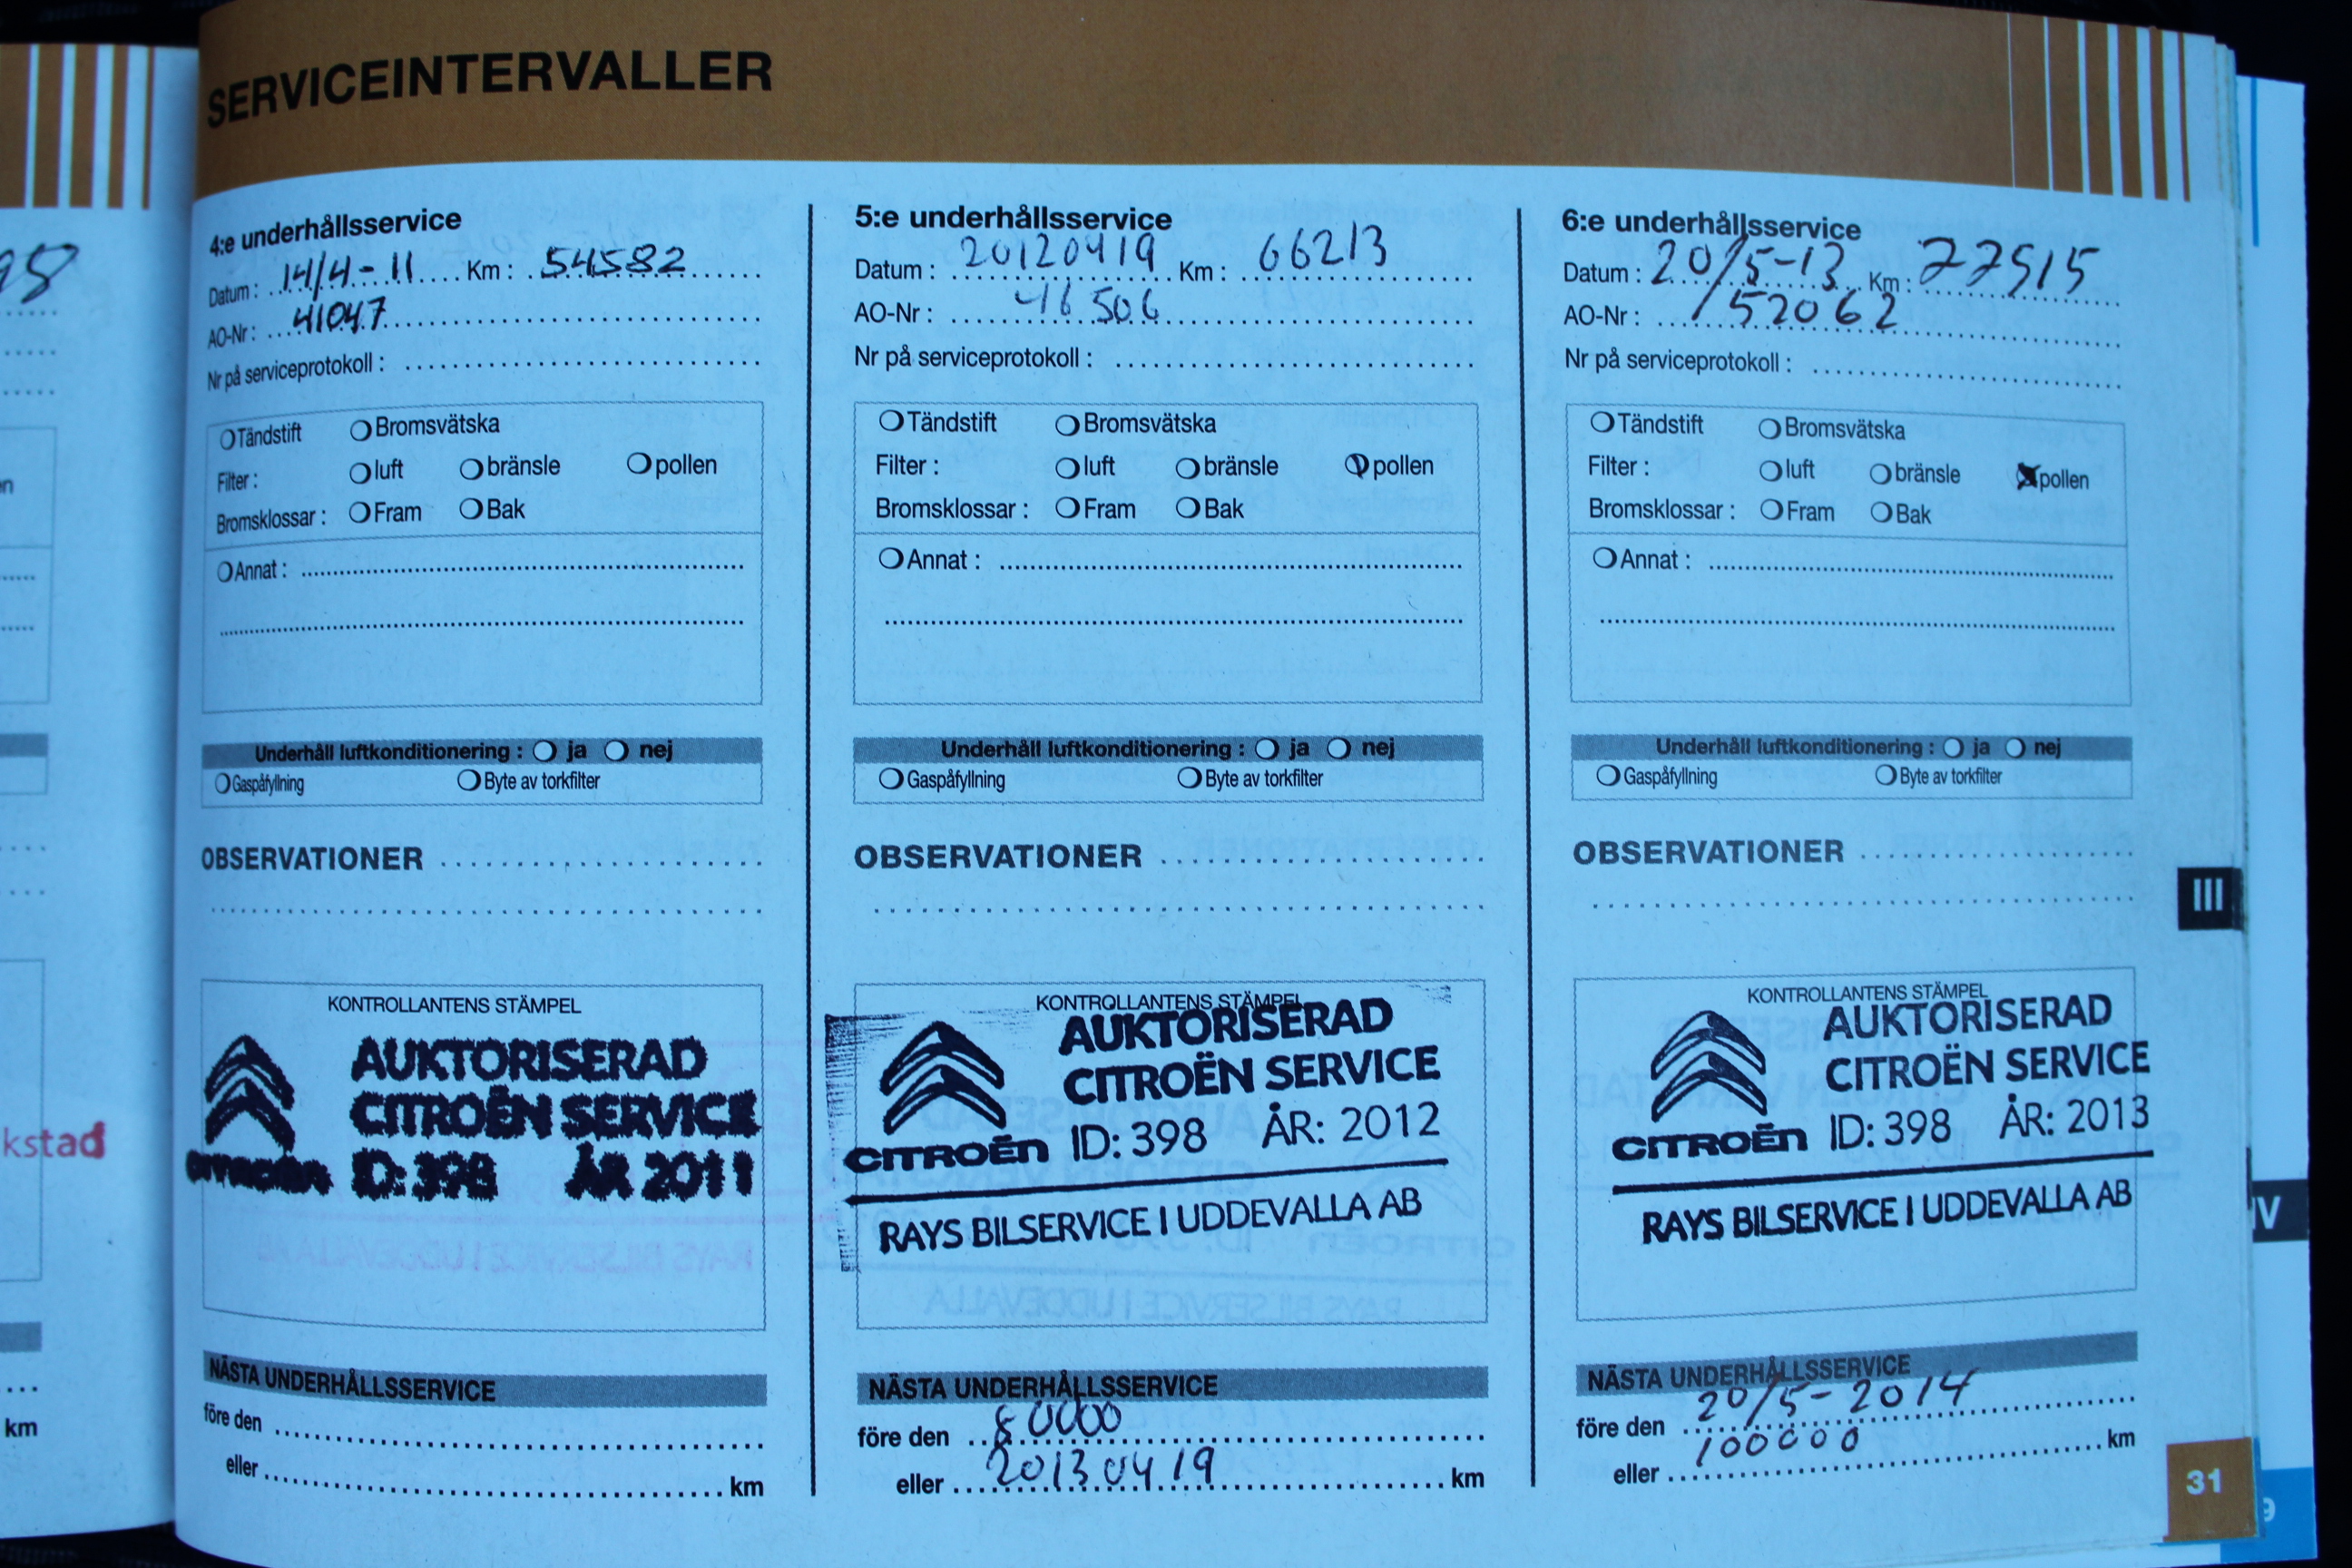 SERVICEINTERVALLER
4:e underhållsservice
Datum : 14/4-11 Km : 54582
AO-Nr : 41047
Nr på serviceprotokoll :
Tändstift Bromsvätska
Filter : luft bränsle pollen
Bromsklossar : Fram Bak
Annat :
Underhåll luftkonditionering : ja nej
Gaspåfyllning Byte av torkfilter
OBSERVATIONER
KONTROLLANTENS STÄMPEL
AUKTORISERAD
CITROËN SERVICE
CITROËN ID: 398 ÅR 2011
NÄSTA UNDERHÅLLSSERVICE
före den
eller km
5:e underhållsservice
Datum : 20120419 Km : 66213
AO-Nr : 46506
Nr på serviceprotokoll :
Tändstift Bromsvätska
Filter : luft bränsle pollen
Bromsklossar : Fram Bak
Annat :
Underhåll luftkonditionering : ja nej
Gaspåfyllning Byte av torkfilter
OBSERVATIONER
KONTROLLANTENS STÄMPEL
AUKTORISERAD
CITROËN SERVICE
CITROËN ID: 398 ÅR: 2012
RAYS BILSERVICE I UDDEVALLA AB
NÄSTA UNDERHÅLLSSERVICE
före den 80000
eller 20130419 km
6:e underhållsservice
Datum : 20/5-13 Km : 77515
AO-Nr : 52062
Nr på serviceprotokoll :
Tändstift Bromsvätska
Filter : luft bränsle pollen
Bromsklossar : Fram Bak
Annat :
Underhåll luftkonditionering : ja nej
Gaspåfyllning Byte av torkfilter
OBSERVATIONER
KONTROLLANTENS STÄMPEL
AUKTORISERAD
CITROËN SERVICE
CITROËN ID: 398 ÅR: 2013
RAYS BILSERVICE I UDDEVALLA AB
NÄSTA UNDERHÅLLSSERVICE
före den 20/5-2014
eller 100000 km
III
IV
31
9
kstad
km